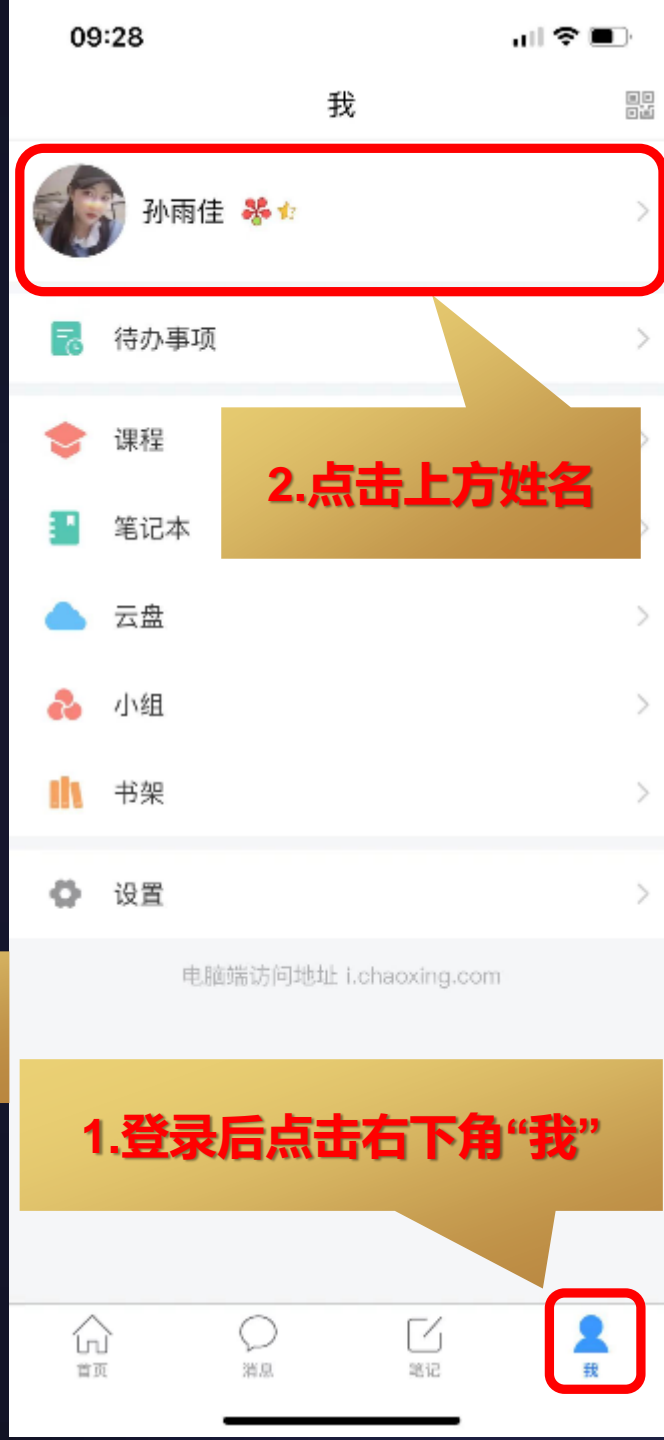 09:28
我
孙雨佳
待办事项
课程
2.点击上方姓名
笔记本
云盘
小组
书架
设置
电脑端访问地址 i.chaoxing.com
1.登录后点击右下角“我”
首页
消息
笔记
我